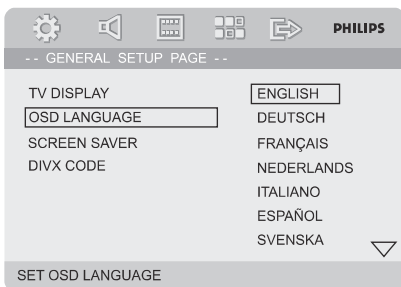 PHILIPS
-- GENERAL SETUP PAGE --
TV DISPLAY
OSD LANGUAGE
SCREEN SAVER
DIVX CODE
ENGLISH
DEUTSCH
FRANÇAIS
NEDERLANDS
ITALIANO
ESPAÑOL
SVENSKA
SET OSD LANGUAGE